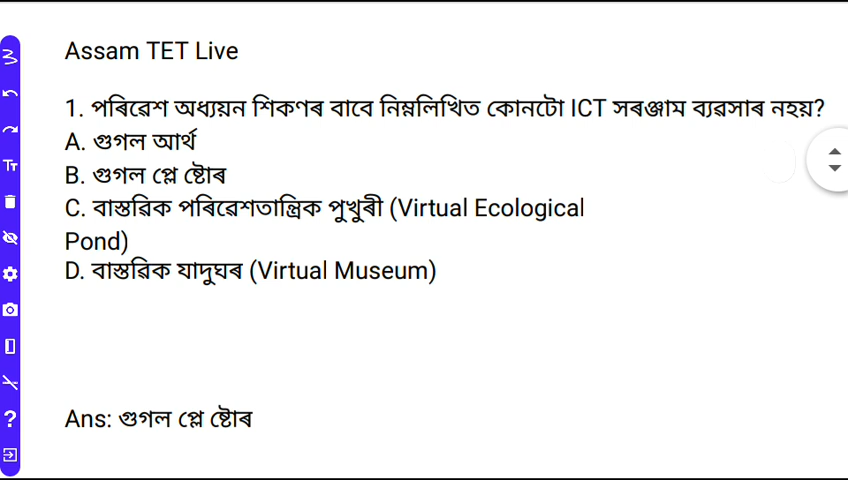 Assam TET Live
1. পৰিৱেশ অধ্যয়ন শিকণৰ বাবে নিম্নলিখিত কোনটো ICT সৰঞ্জাম ব্যৱসাৰ নহয়?
A. গুগল আৰ্থ
B. গুগল প্লে ষ্টোৰ
C. বাস্তৱিক পৰিৱেশতান্ত্ৰিক পুখুৰী (Virtual Ecological
Pond)
D. বাস্তৱিক যাদুঘৰ (Virtual Museum)
Ans: গুগল প্লে ষ্টোৰ